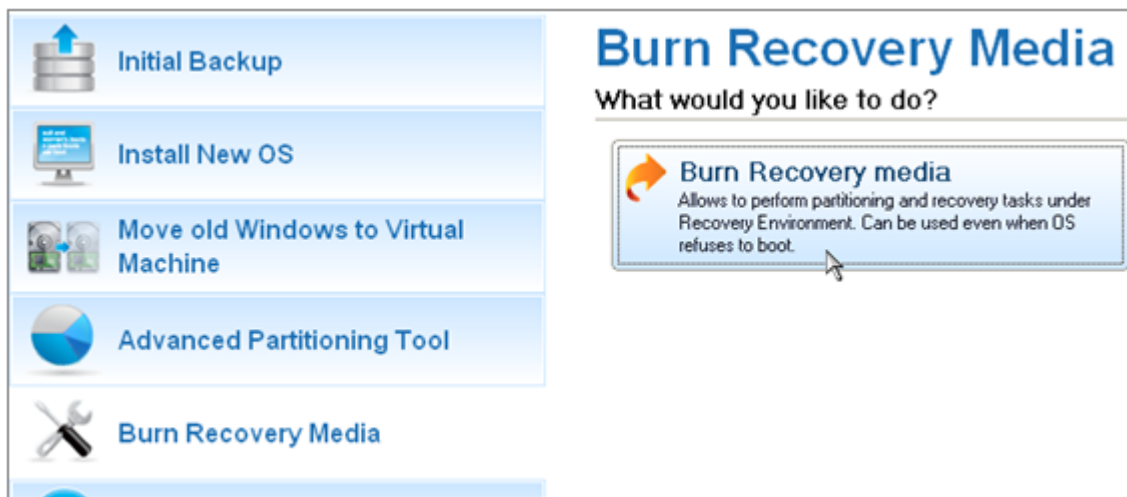 Initial Backup
Install New OS
Move old Windows to Virtual
Machine
Advanced Partitioning Tool
Burn Recovery Media
Burn Recovery Media
What would you like to do?
Burn Recovery media
Allows to perform partitioning and recovery tasks under
Recovery Environment. Can be used even when OS
refuses to boot.